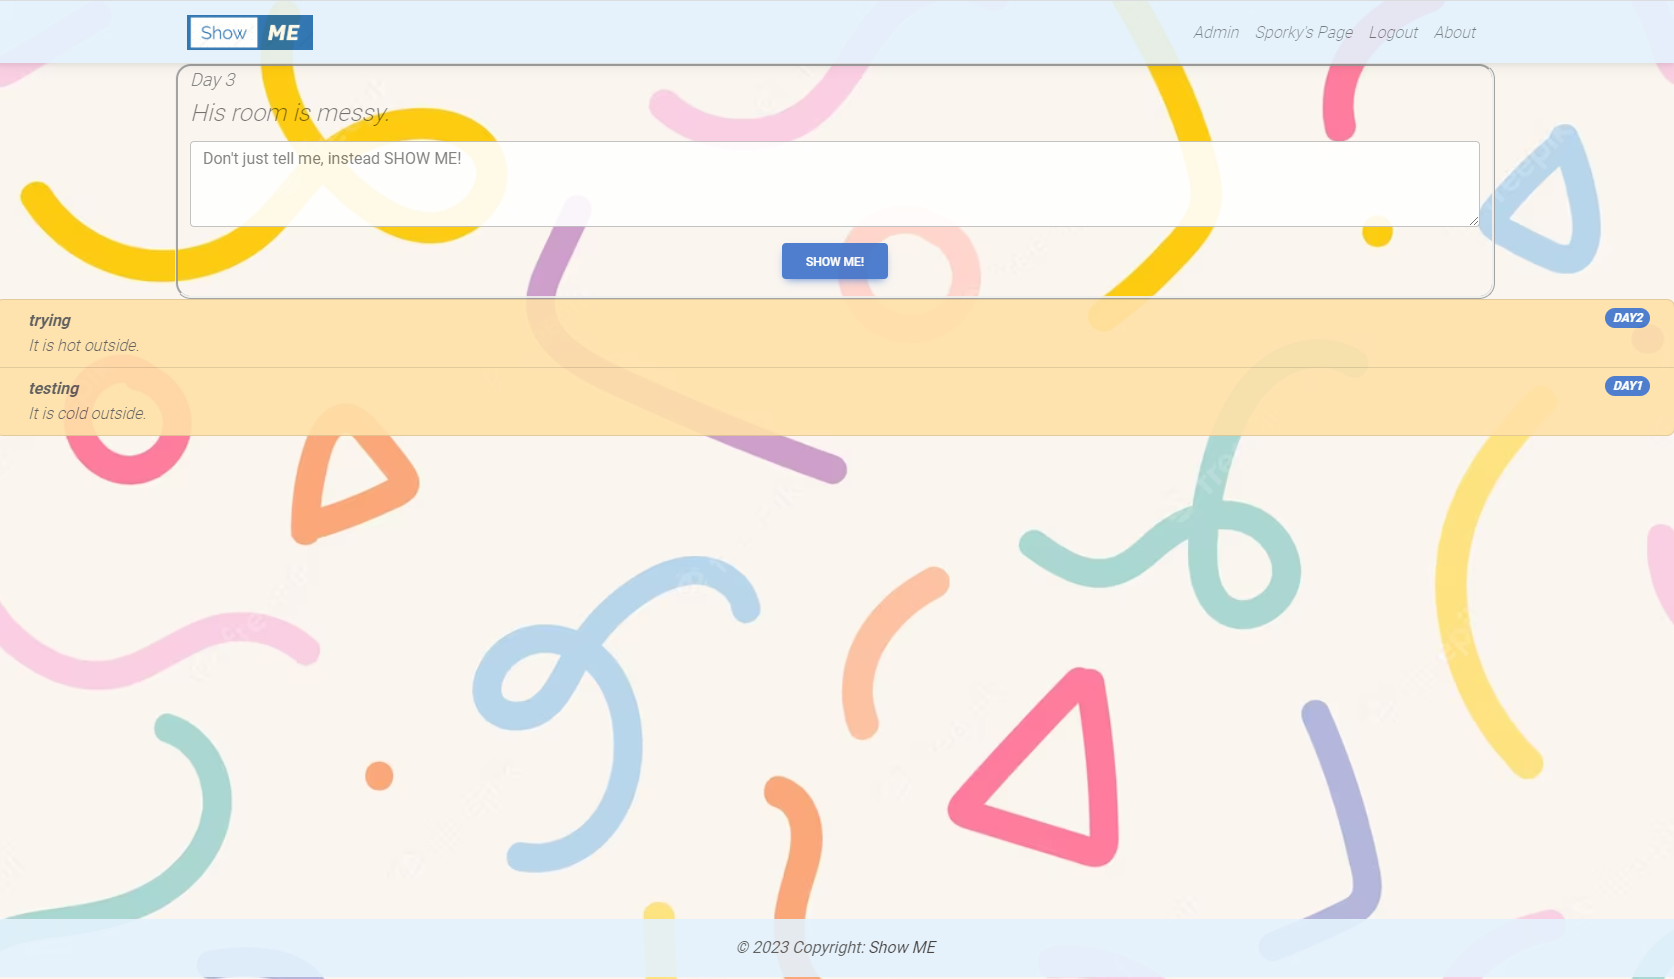 Show ME
Admin Sporky's Page Logout About
Day 3
His room is messy.
Don't just tell me, instead SHOW ME!
SHOW ME!
trying
DAY2
It is hot outside.
testing
DAY1
It is cold outside.
© 2023 Copyright: Show ME